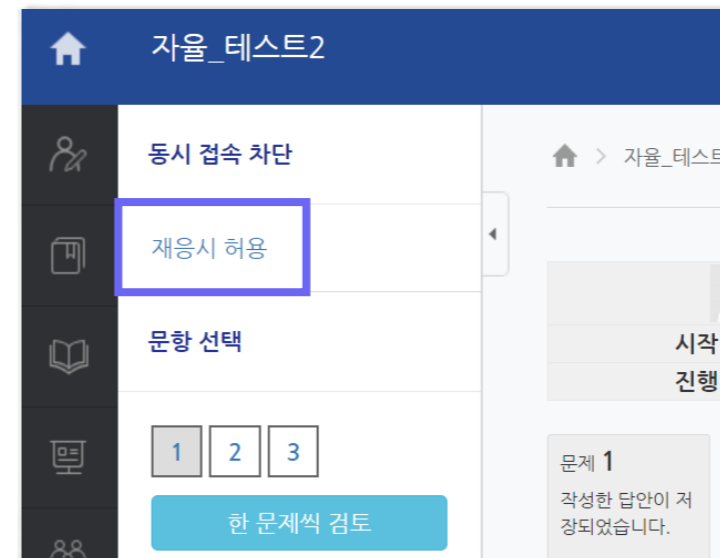 자율_테스트2
동시 접속 차단
재응시 허용
문항 선택
1 2 3
한 문제씩 검토
> 자율_테스트
시작
진행
문제 1
작성한 답안이 저
장되었습니다.